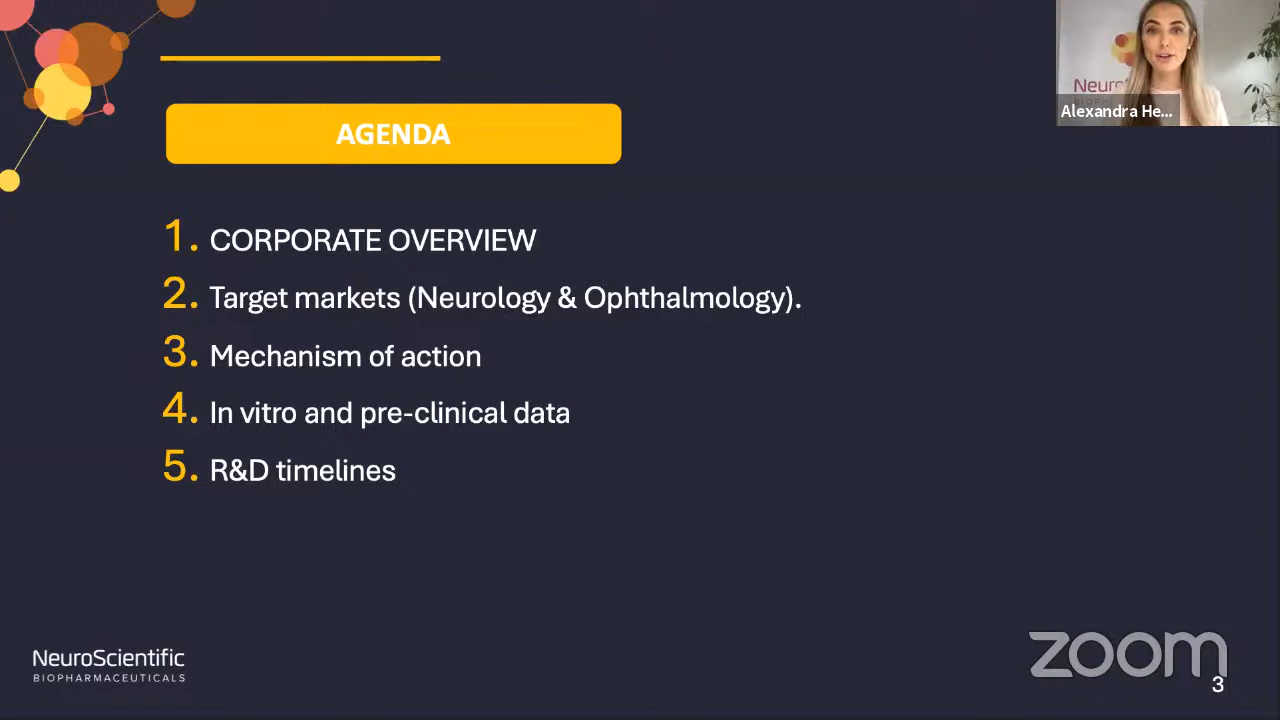 AGENDA
1. CORPORATE OVERVIEW
2. Target markets (Neurology & Ophthalmology).
3. Mechanism of action
4. In vitro and pre-clinical data
5. R&D timelines
Alexandra He...
NeuroScientific
BIOPHARMACEUTICALS
zoom
3